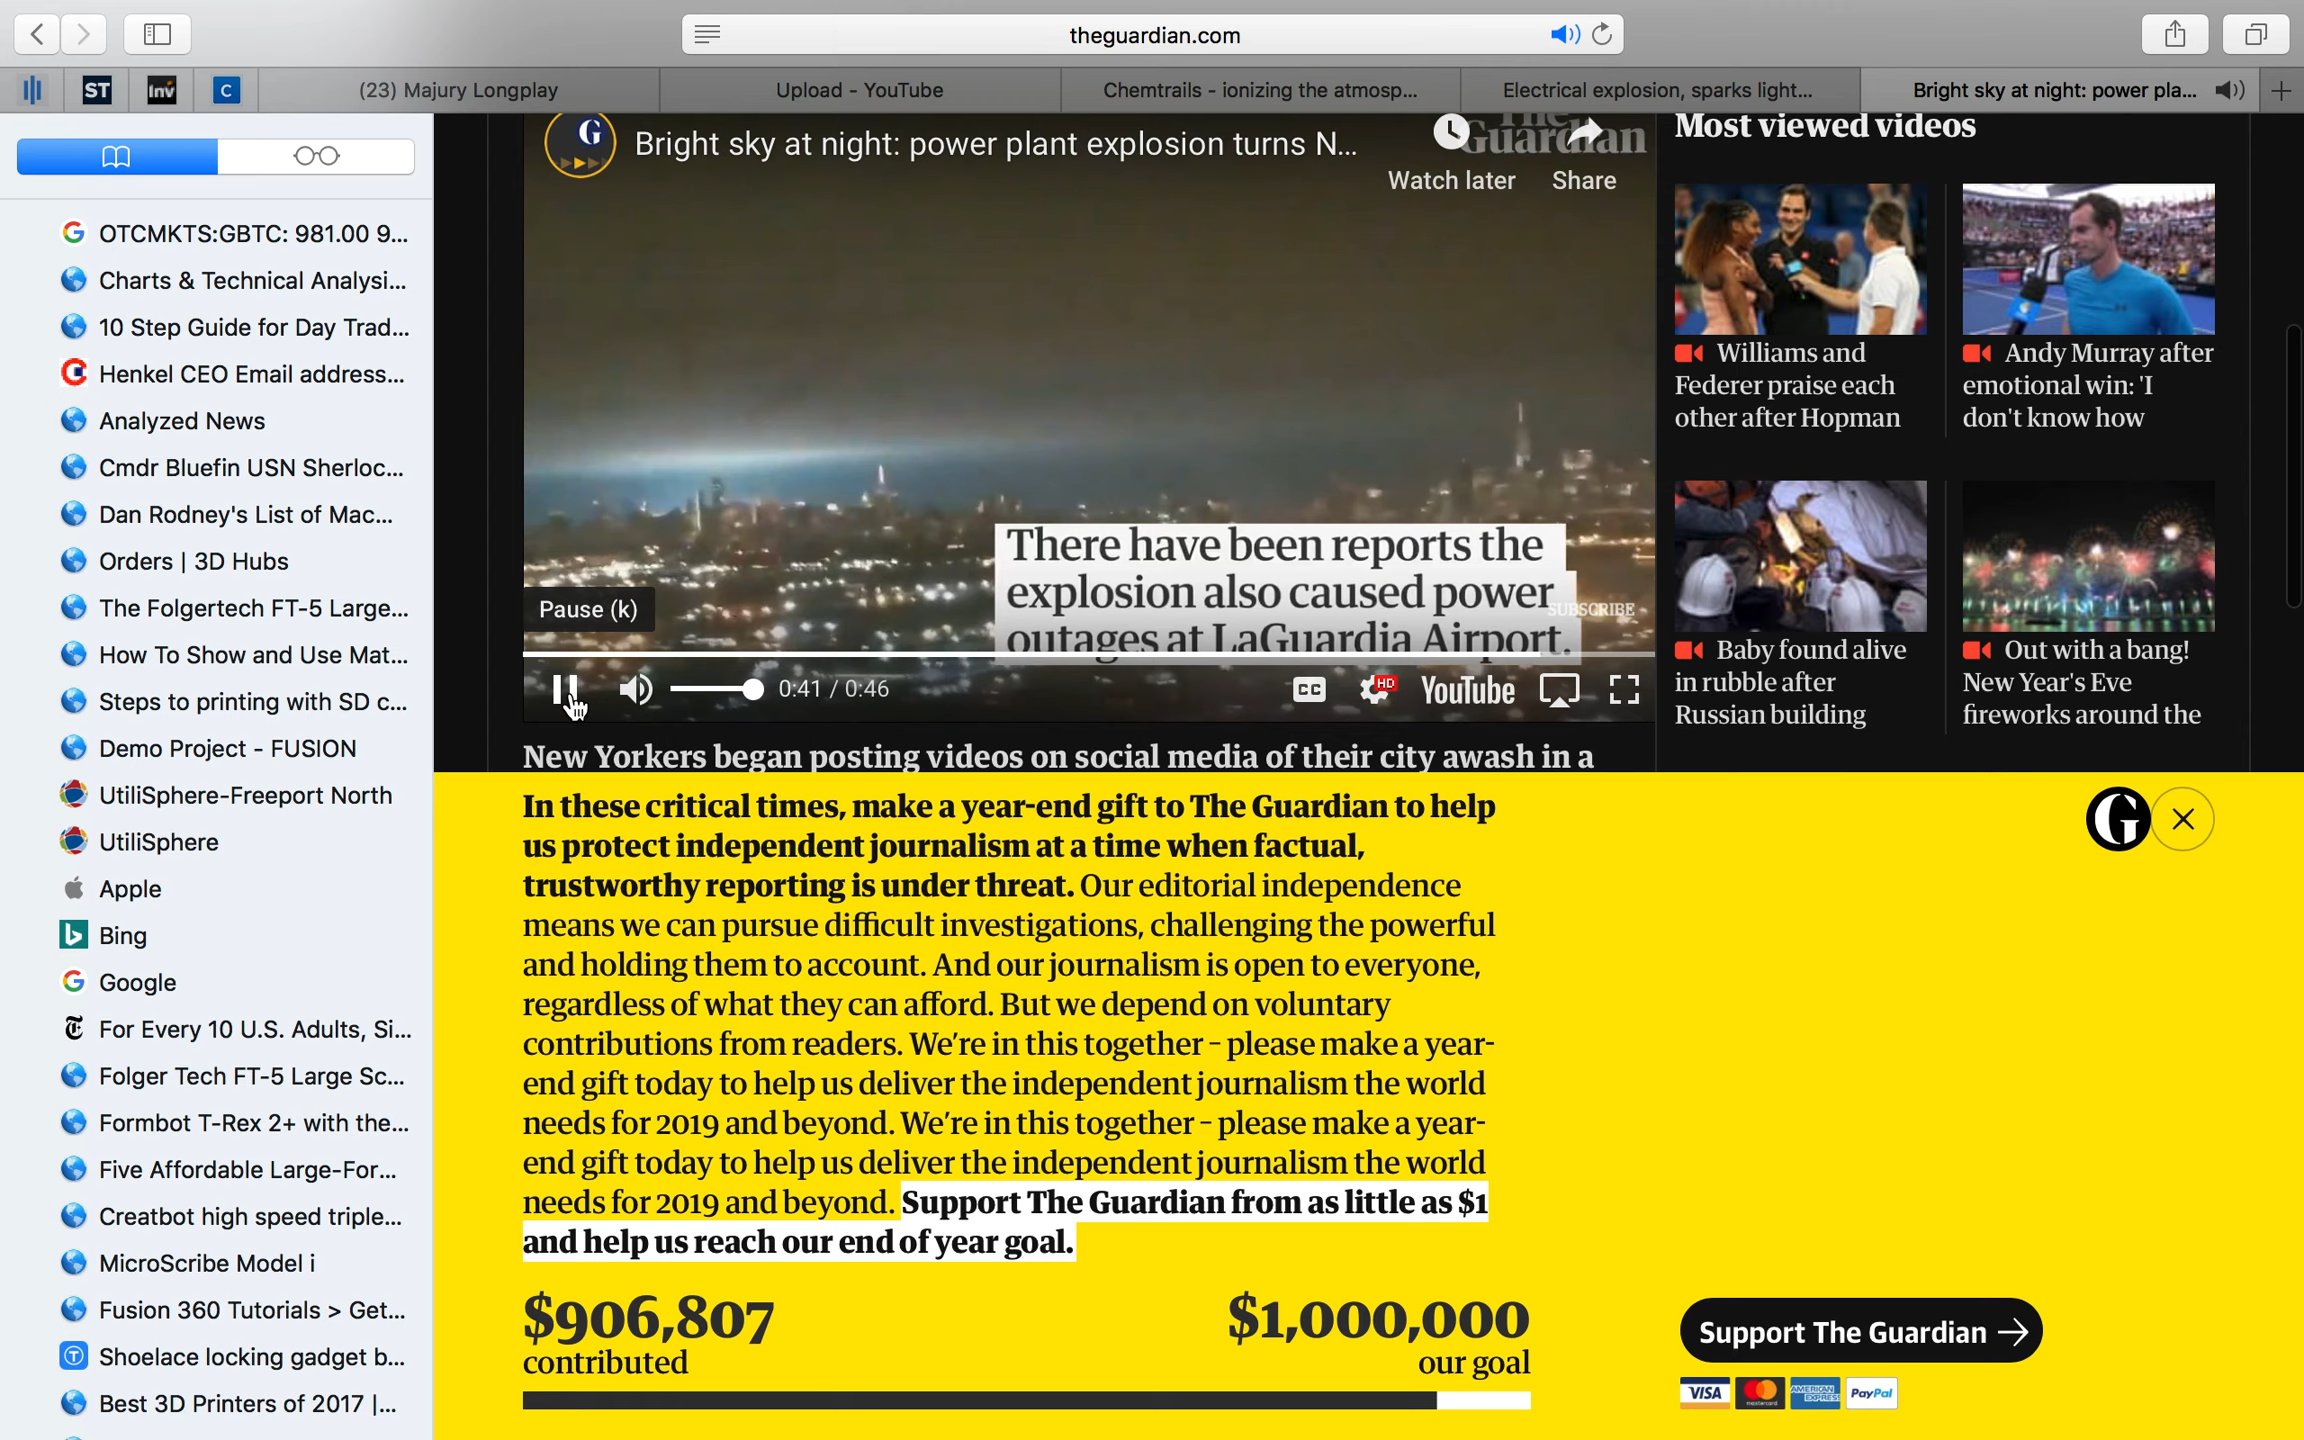 theguardian.com
ST
Inv
C
(23) Majury Longplay
Upload - YouTube
Chemtrails - ionizing the atmosp...
Electrical explosion, sparks light...
Bright sky at night: power pla...
OTCMKTS:GBTC: 981.00 9...
Charts & Technical Analysi...
10 Step Guide for Day Trad...
Henkel CEO Email address...
Analyzed News
Cmdr Bluefin USN Sherloc...
Dan Rodney's List of Mac...
Orders | 3D Hubs
The Folgertech FT-5 Large...
How To Show and Use Mat...
Steps to printing with SD c...
Demo Project - FUSION
UtiliSphere-Freeport North
UtiliSphere
Apple
Bing
Google
For Every 10 U.S. Adults, Si...
Folger Tech FT-5 Large Sc...
Formbot T-Rex 2+ with the...
Five Affordable Large-For...
Creatbot high speed triple...
MicroScribe Model i
Fusion 360 Tutorials > Get...
Shoelace locking gadget b...
Best 3D Printers of 2017 |...
G
Bright sky at night: power plant explosion turns N...
The
Guardian
Watch later
Share
There have been reports the
explosion also caused power
outages at LaGuardia Airport.
SUBSCRIBE
Pause (k)
0:41 / 0:46
CC
HD
YouTube
New Yorkers began posting videos on social media of their city awash in a
Most viewed videos
Williams and
Federer praise each
other after Hopman
Andy Murray after
emotional win: 'I
don't know how
Baby found alive
in rubble after
Russian building
Out with a bang!
New Year's Eve
fireworks around the
In these critical times, make a year-end gift to The Guardian to help
us protect independent journalism at a time when factual,
trustworthy reporting is under threat. Our editorial independence
means we can pursue difficult investigations, challenging the powerful
and holding them to account. And our journalism is open to everyone,
regardless of what they can afford. But we depend on voluntary
contributions from readers. We're in this together – please make a year-
end gift today to help us deliver the independent journalism the world
needs for 2019 and beyond. We're in this together – please make a year-
end gift today to help us deliver the independent journalism the world
needs for 2019 and beyond. Support The Guardian from as little as $1
and help us reach our end of year goal.
G
$906,807
contributed
$1,000,000
our goal
Support The Guardian
VISA
mastercard
AMERICAN EXPRESS
PayPal